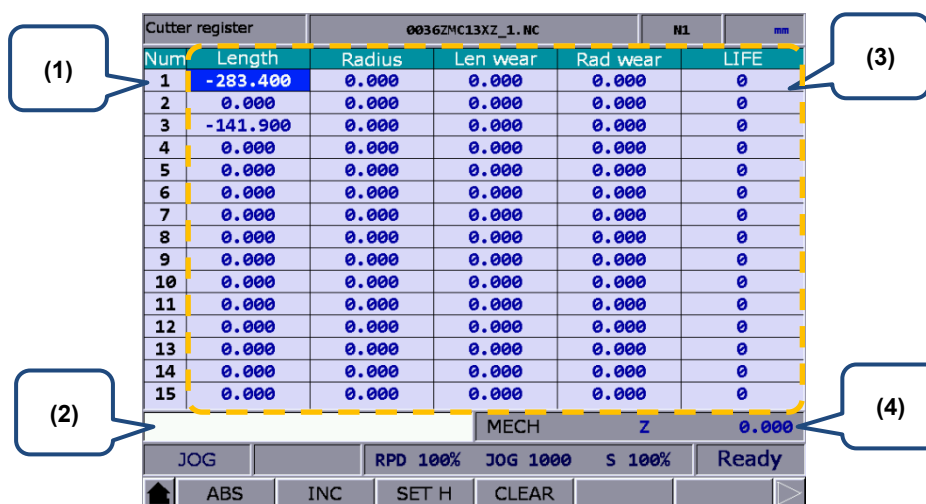 Cutter register 0036ZMC13XZ_1.NC N1 mm
Num Length Radius Len wear Rad wear LIFE
1 -283.400 0.000 0.000 0.000 0
2 0.000 0.000 0.000 0.000 0
3 -141.900 0.000 0.000 0.000 0
4 0.000 0.000 0.000 0.000 0
5 0.000 0.000 0.000 0.000 0
6 0.000 0.000 0.000 0.000 0
7 0.000 0.000 0.000 0.000 0
8 0.000 0.000 0.000 0.000 0
9 0.000 0.000 0.000 0.000 0
10 0.000 0.000 0.000 0.000 0
11 0.000 0.000 0.000 0.000 0
12 0.000 0.000 0.000 0.000 0
13 0.000 0.000 0.000 0.000 0
14 0.000 0.000 0.000 0.000 0
15 0.000 0.000 0.000 0.000 0
MECH Z 0.000
JOG RPD 100% JOG 1000 S 100% Ready
ABS INC SET H CLEAR
(1)
(2)
(3)
(4)